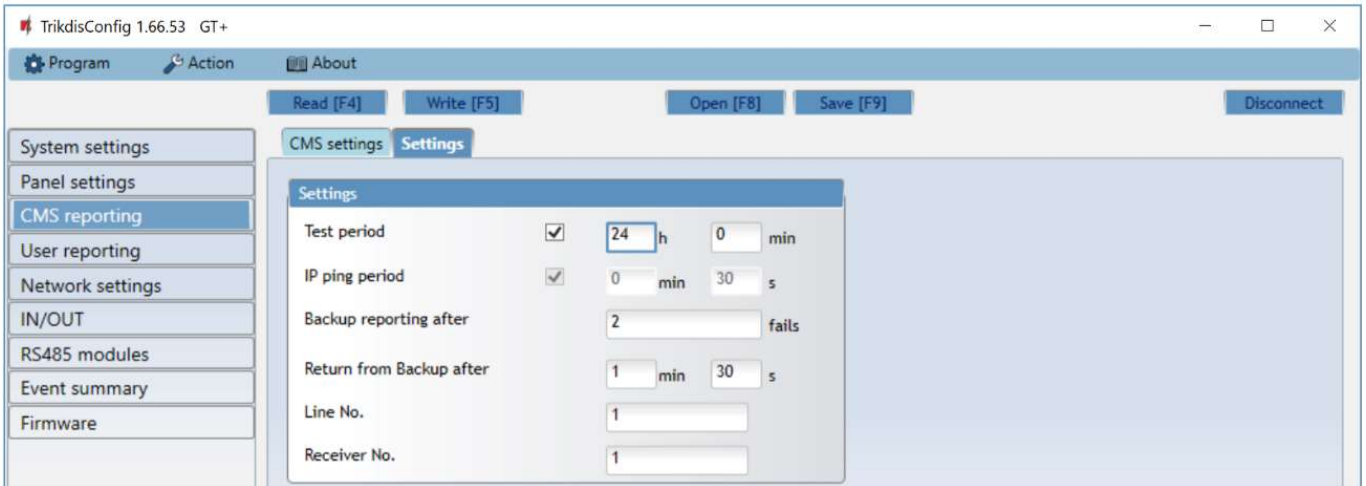 TrikdisConfig 1.66.53 GT+
Program Action About
Read [F4] Write [F5] Open [F8] Save [F9] Disconnect
System settings
Panel settings
CMS reporting
User reporting
Network settings
IN/OUT
RS485 modules
Event summary
Firmware
CMS settings Settings
Settings
Test period 24 h 0 min
IP ping period 0 min 30 s
Backup reporting after 2 fails
Return from Backup after 1 min 30 s
Line No. 1
Receiver No. 1